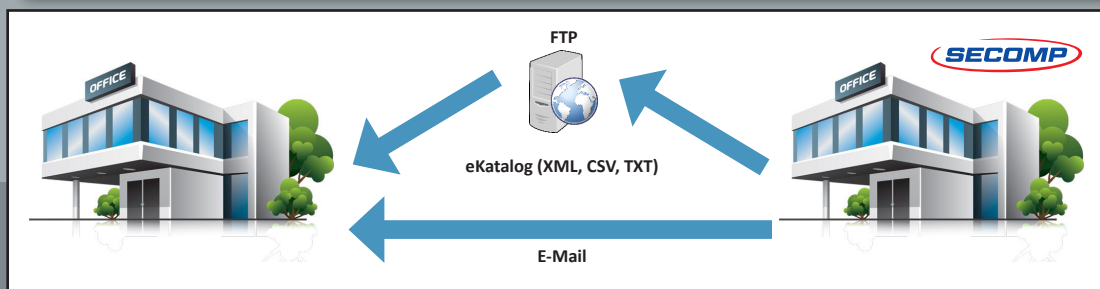 FTP
SECOMP
OFFICE
OFFICE
eKatalog (XML, CSV, TXT)
E-Mail